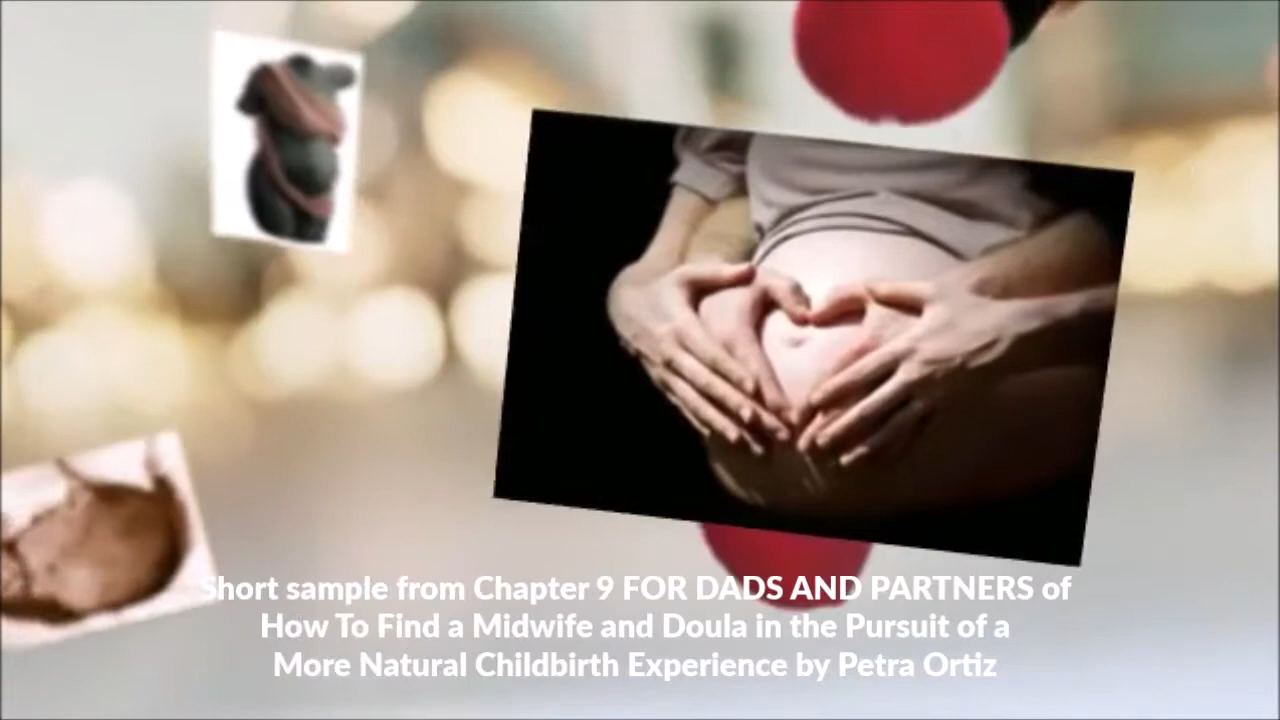 Short sample from Chapter 9 FOR DADS AND PARTNERS of
How To Find a Midwife and Doula in the Pursuit of a
More Natural Childbirth Experience by Petra Ortiz